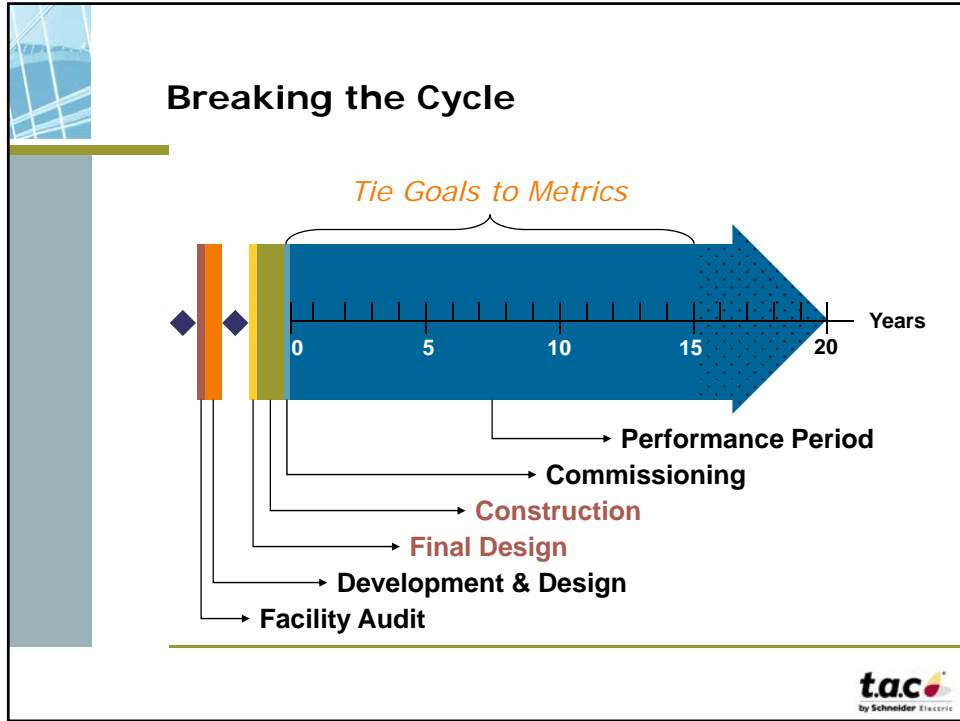 Breaking the Cycle
Tie Goals to Metrics
Years
0 5 10 15 20
Performance Period
Commissioning
Construction
Final Design
Development & Design
Facility Audit
t.a.c
by Schneider Electric